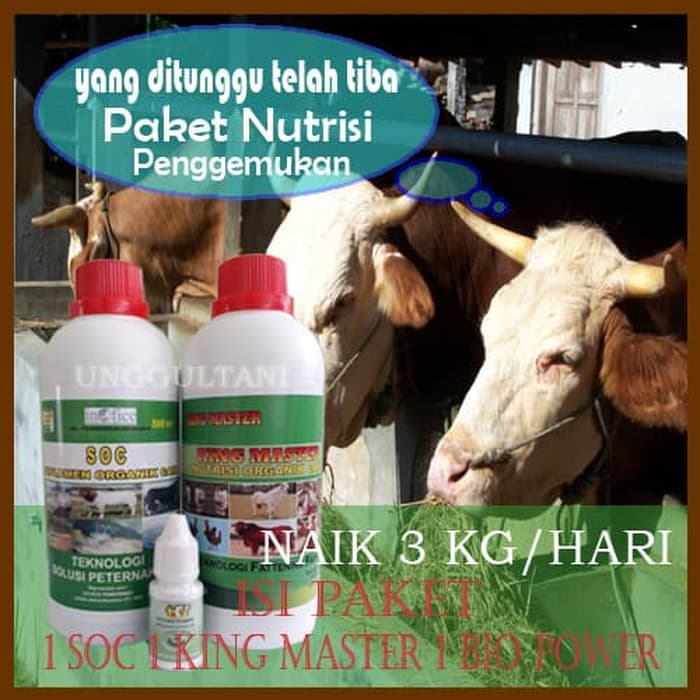 yang ditunggu telah tiba
Paket Nutrisi
Penggemukan
UNGGULTANI
SOC
KING MASTER
KING MASTER
TEKNOLOGI
SOLUSI PETERNA
NAIK 3 KG/HARI
ISI PAKET
1 SOC 1 KING MASTER 1 BIO POWER